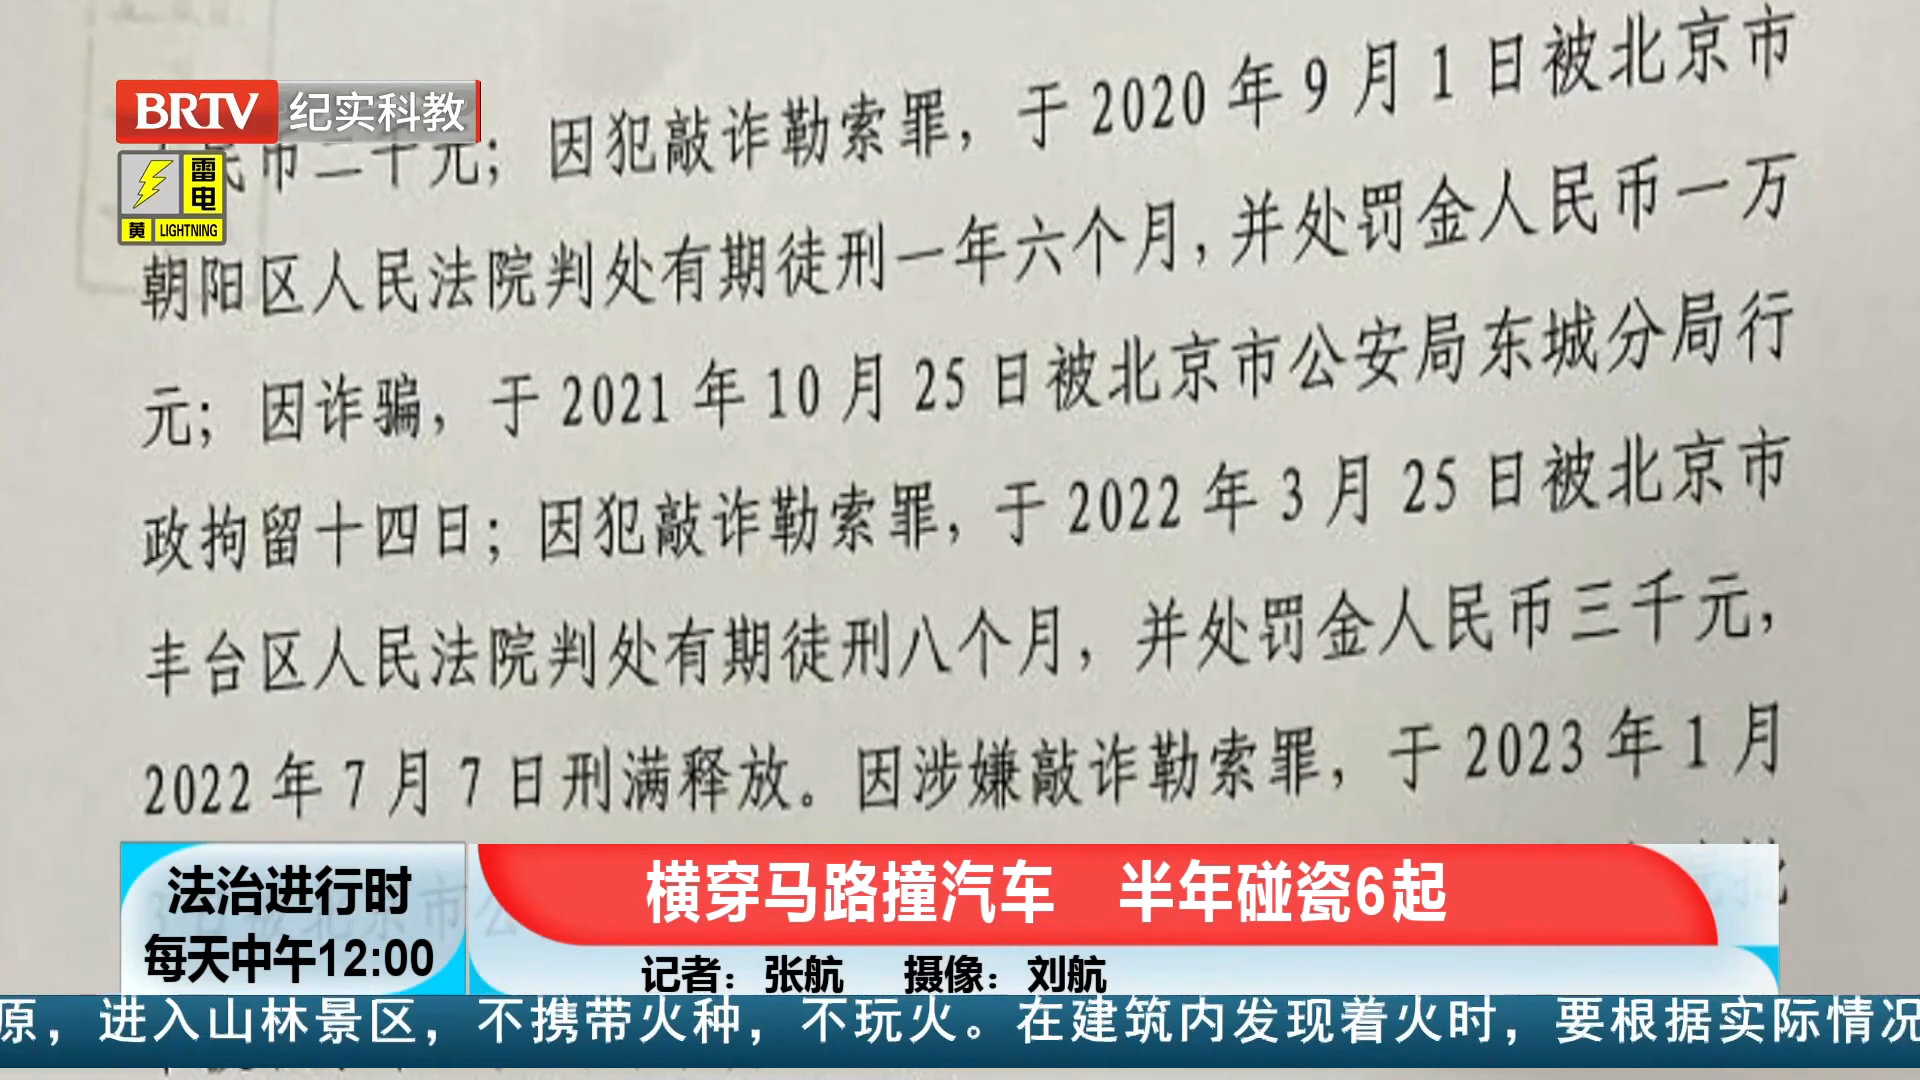 BRTV 纪实科教
民币二千元；因犯敲诈勒索罪，于2020年9月1日被北京市
雷电
黄 LIGHTNING
朝阳区人民法院判处有期徒刑一年六个月，并处罚金人民币一万
元；因诈骗，于2021年10月25日被北京市公安局东城分局行
政拘留十四日；因犯敲诈勒索罪，于2022年3月25日被北京市
丰台区人民法院判处有期徒刑八个月，并处罚金人民币三千元，
2022年7月7日刑满释放。因涉嫌敲诈勒索罪，于2023年1月
法治进行时
每天中午12:00
横穿马路撞汽车 半年碰瓷6起
记者：张航 摄像：刘航
原，进入山林景区，不携带火种，不玩火。在建筑内发现着火时，要根据实际情况